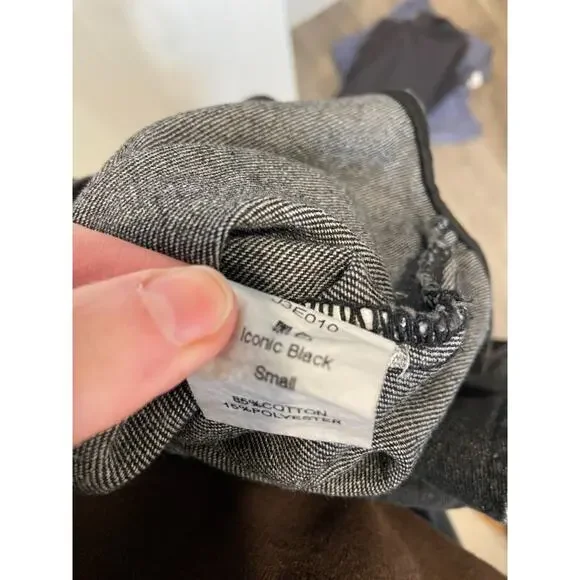 Iconic Black
Small
85%COTTON
15%POLYESTER